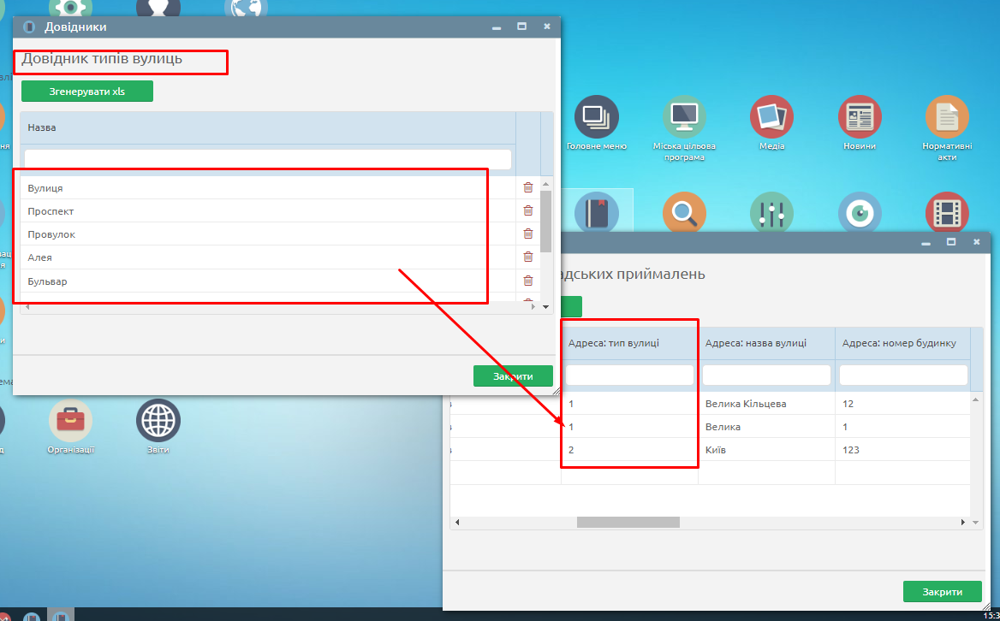 Довідники
Довідник типів вулиць
Згенерувати xls
Назва
Вулиця
Проспект
Провулок
Алея
Бульвар
Закрити
Головне меню
Міська цільова
програма
Медіа
Новини
Нормативні
акти
адських приймалень
Адреса: тип вулиці
Адреса: назва вулиці
Адреса: номер будинку
1
Велика Кільцева
12
1
Велика
1
2
Київ
123
Організації
Звіти
Закрити